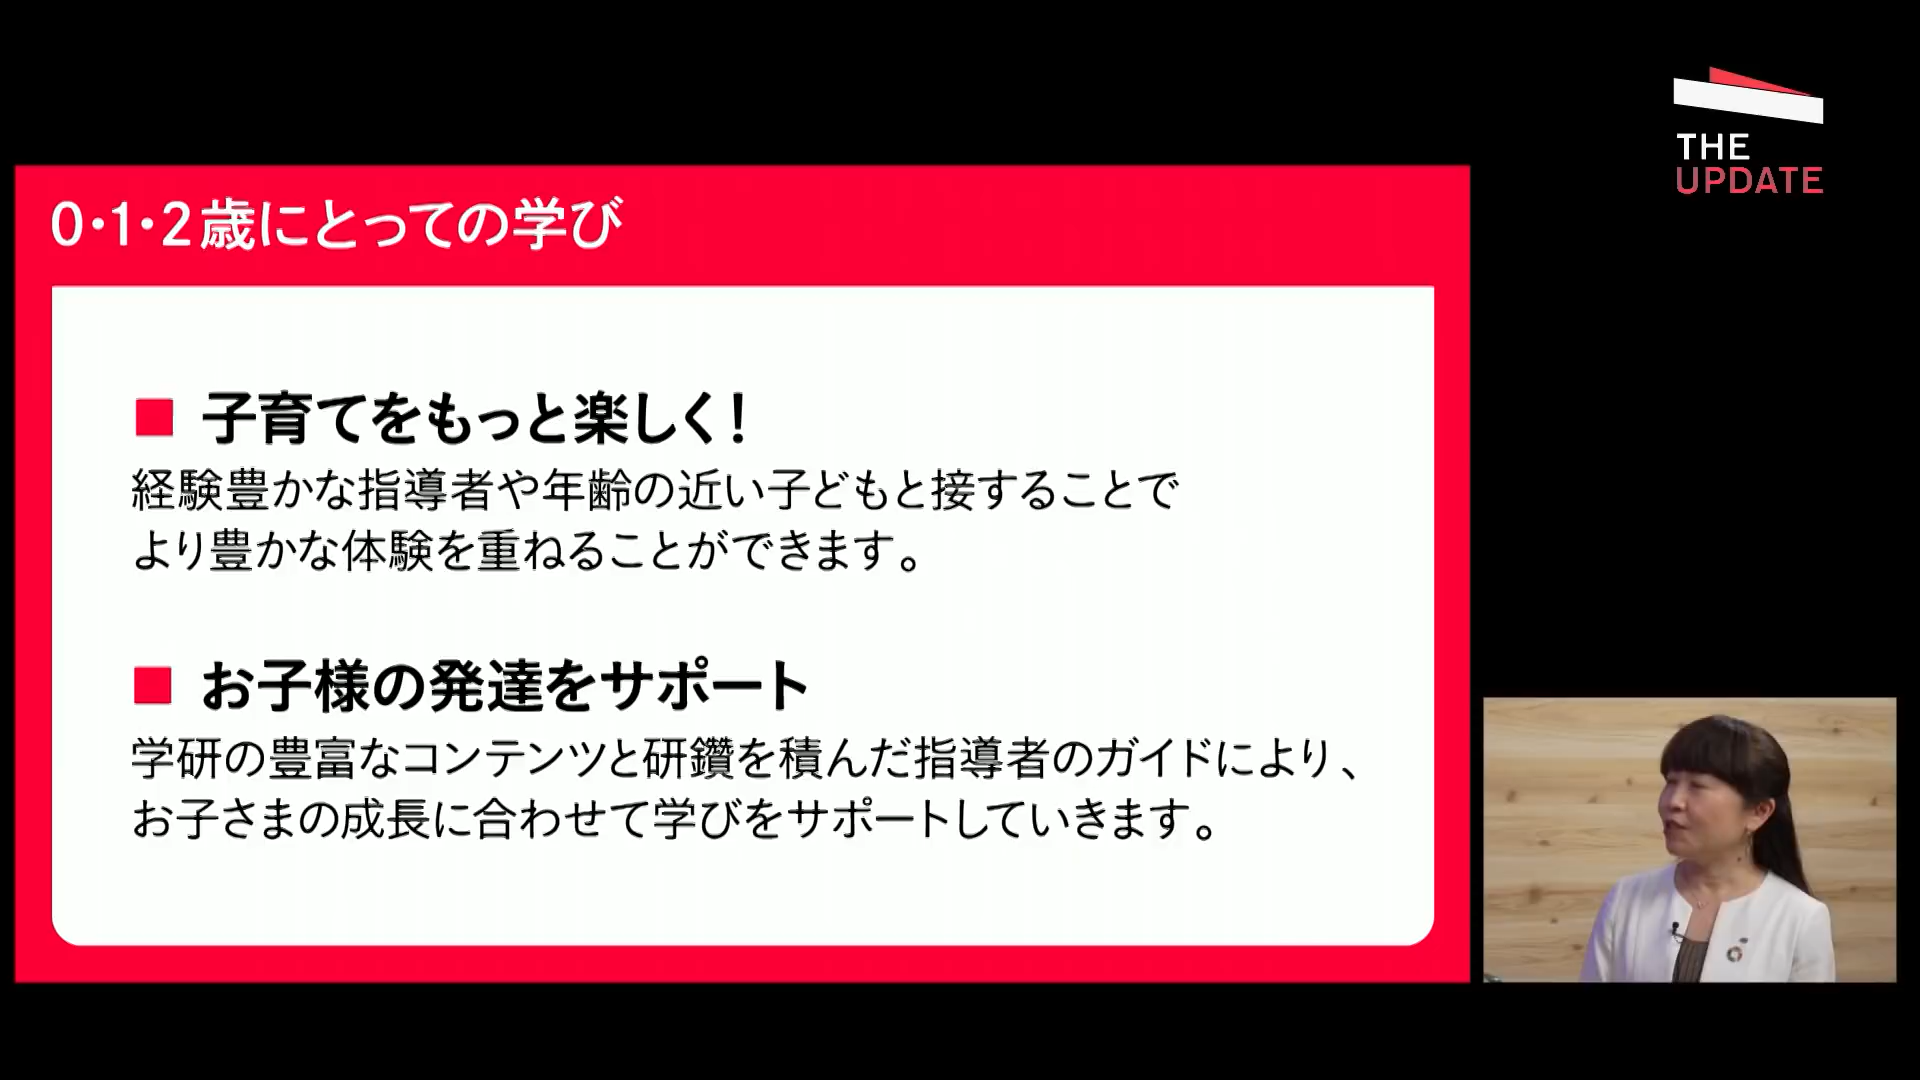 0・1・2歳にとっての学び
■ 子育てをもっと楽しく！
経験豊かな指導者や年齢の近い子どもと接することで
より豊かな体験を重ねることができます。
■ お子様の発達をサポート
学研の豊富なコンテンツと研鑽を積んだ指導者のガイドにより、
お子さまの成長に合わせて学びをサポートしていきます。
THE
UPDATE